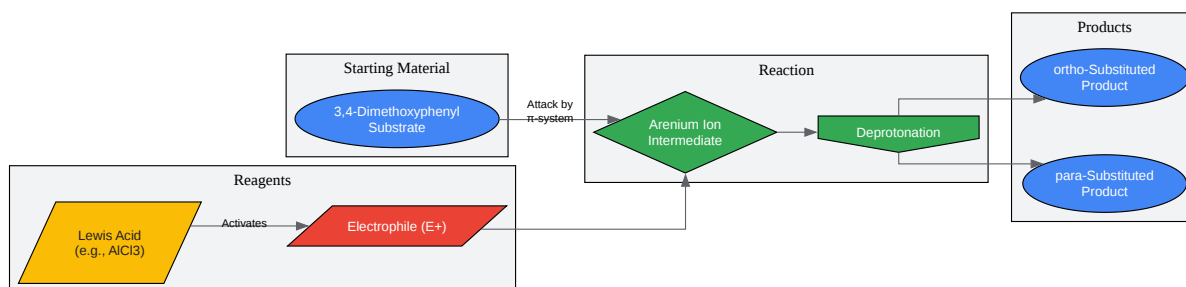 Products
ortho-Substituted
Product
para-Substituted
Product
Starting Material
3,4-Dimethoxyphenyl
Substrate
Attack by
π-system
Reaction
Arenium Ion
Intermediate
Deprotonation
Reagents
Lewis Acid
(e.g., AlCl3)
Activates
Electrophile (E+)